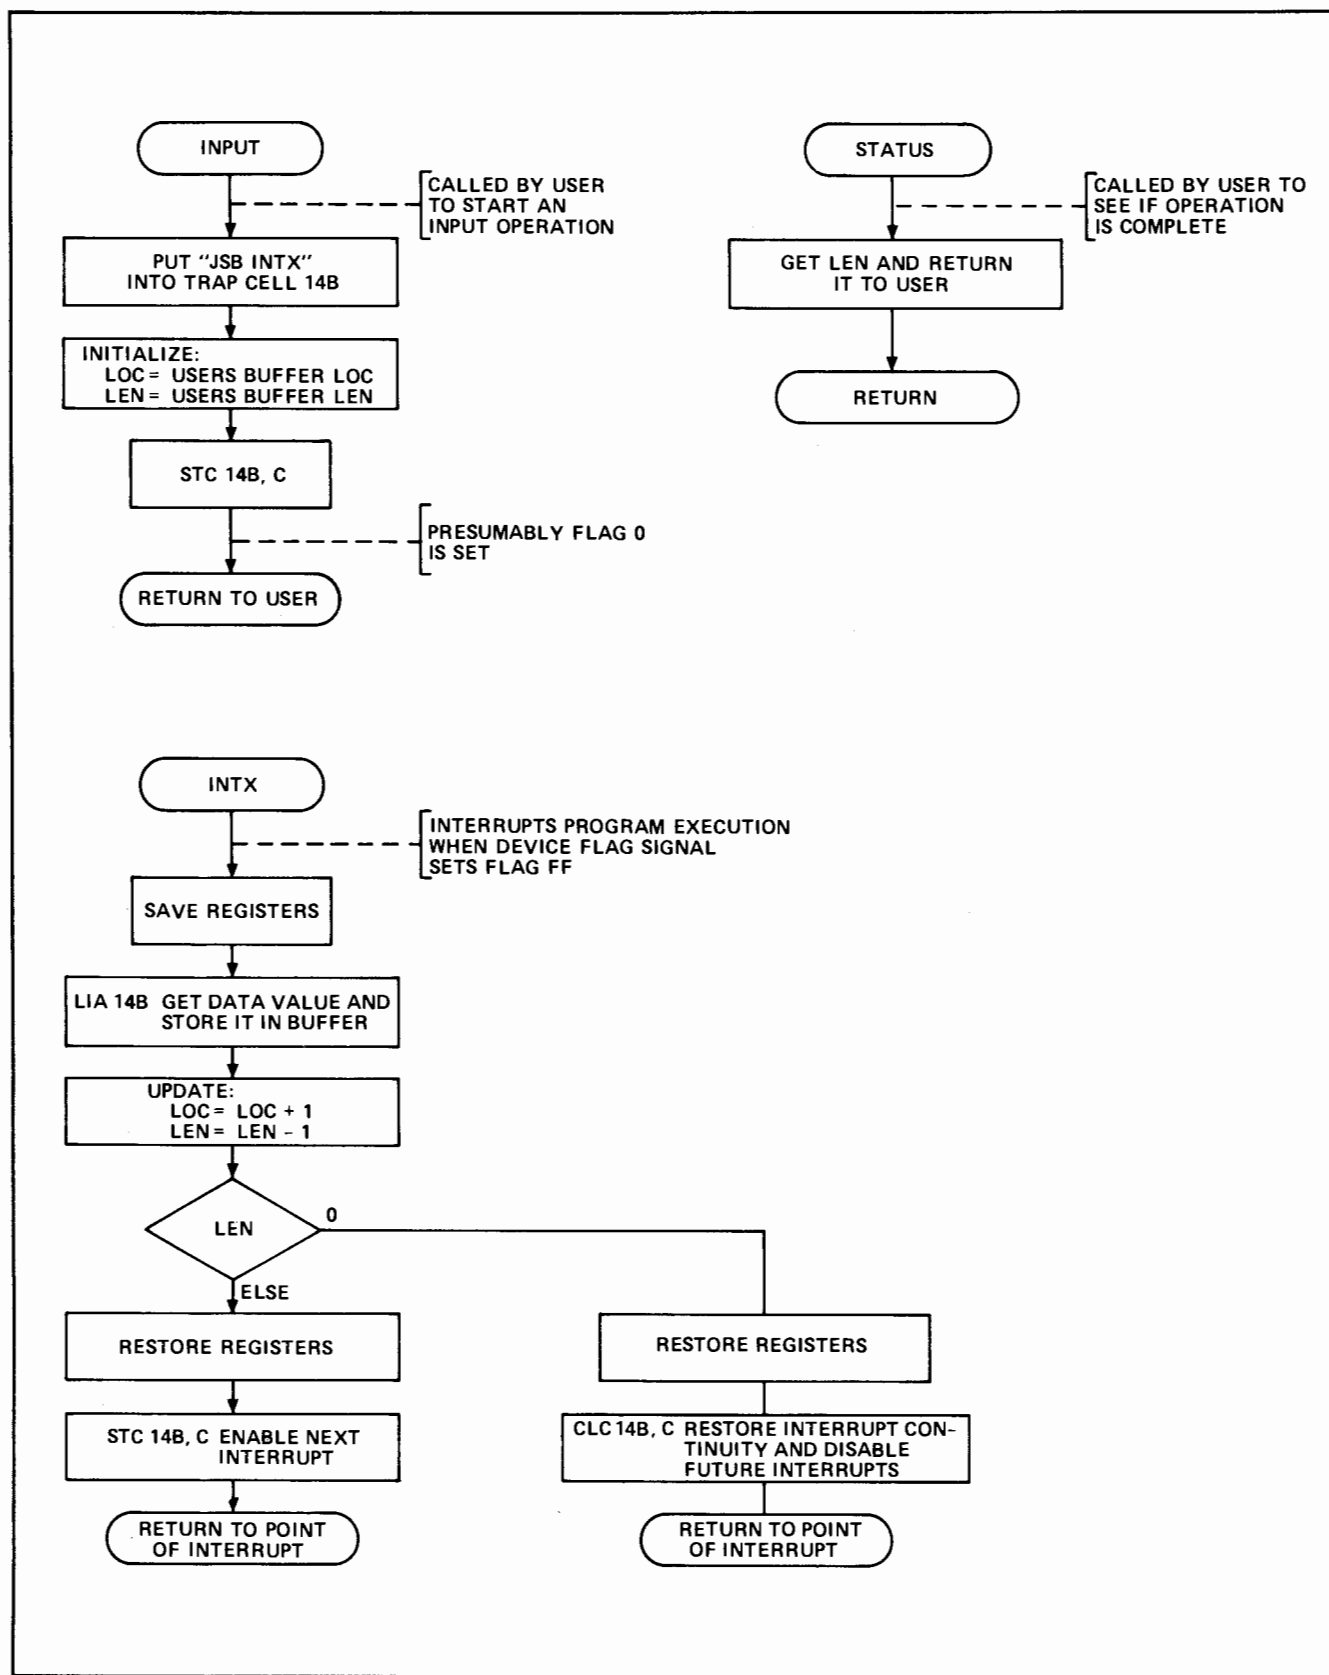 INPUT
CALLED BY USER
TO START AN
INPUT OPERATION
PUT "JSB INTX"
INTO TRAP CELL 14B
INITIALIZE:
LOC= USERS BUFFER LOC
LEN= USERS BUFFER LEN
STC 14B, C
PRESUMABLY FLAG 0
IS SET
RETURN TO USER
STATUS
CALLED BY USER TO
SEE IF OPERATION
IS COMPLETE
GET LEN AND RETURN
IT TO USER
RETURN
INTX
INTERRUPTS PROGRAM EXECUTION
WHEN DEVICE FLAG SIGNAL
SETS FLAG FF
SAVE REGISTERS
LIA 14B GET DATA VALUE AND
STORE IT IN BUFFER
UPDATE:
LOC= LOC + 1
LEN= LEN - 1
LEN
0
ELSE
RESTORE REGISTERS
STC 14B, C ENABLE NEXT
INTERRUPT
RETURN TO POINT
OF INTERRUPT
RESTORE REGISTERS
CLC 14B, C RESTORE INTERRUPT CON-
TINUITY AND DISABLE
FUTURE INTERRUPTS
RETURN TO POINT
OF INTERRUPT